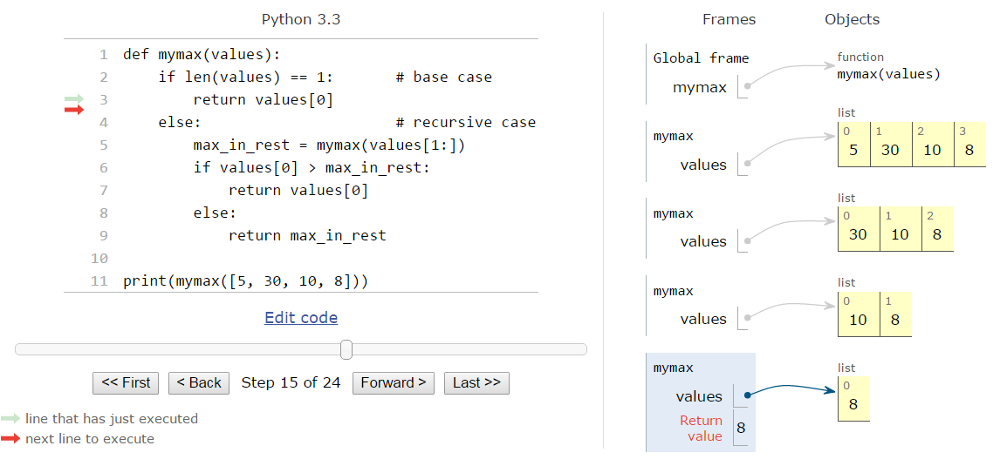 Python 3.3
1 def mymax(values):
2     if len(values) == 1:       # base case
3         return values[0]
4     else:                      # recursive case
5         max_in_rest = mymax(values[1:])
6         if values[0] > max_in_rest:
7             return values[0]
8         else:
9             return max_in_rest
10
11 print(mymax([5, 30, 10, 8]))
Edit code
<< First < Back Step 15 of 24 Forward > Last >>
line that has just executed
next line to execute
Frames Objects
Global frame
mymax
function
mymax(values)
mymax
values
list
0 1 2 3
5 30 10 8
mymax
values
list
0 1 2
30 10 8
mymax
values
list
0 1
10 8
mymax
values
Return
value
8
list
0
8